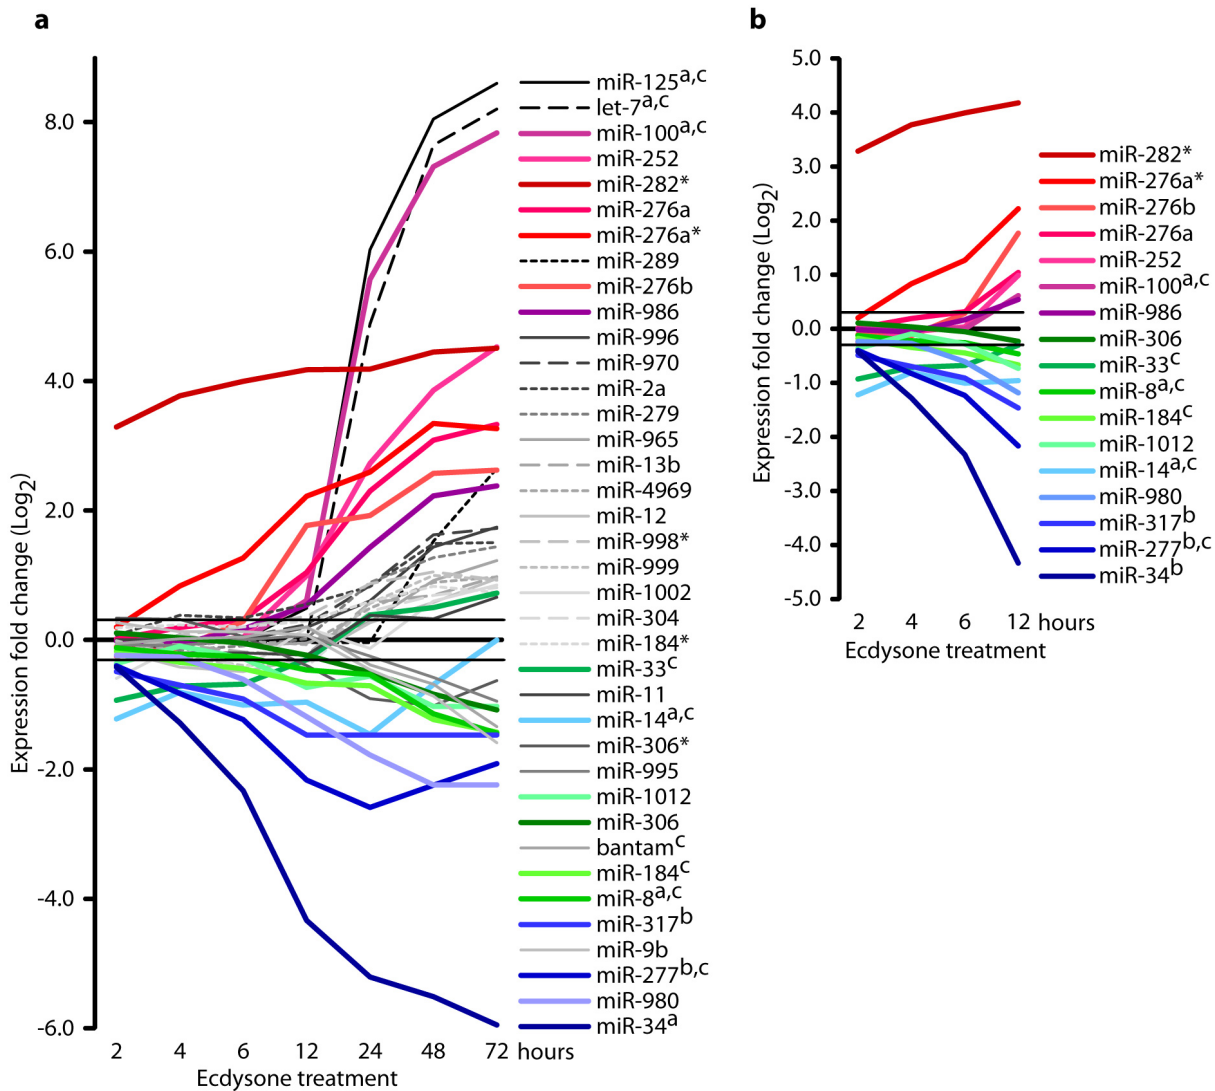 a
Expression fold change (Log2)
8.0
6.0
4.0
2.0
0.0
-2.0
-4.0
-6.0
2 4 6 12 24 48 72 hours
Ecdysone treatment
miR-125a,c
let-7a,c
miR-100a,c
miR-252
miR-282*
miR-276a
miR-276a*
miR-289
miR-276b
miR-986
miR-996
miR-970
miR-2a
miR-279
miR-965
miR-13b
miR-4969
miR-12
miR-998*
miR-999
miR-1002
miR-304
miR-184*
miR-33c
miR-11
miR-14a,c
miR-306*
miR-995
miR-1012
miR-306
bantamc
miR-184c
miR-8a,c
miR-317b
miR-9b
miR-277b,c
miR-980
miR-34a
b
Expression fold change (Log2)
5.0
4.0
3.0
2.0
1.0
0.0
-1.0
-2.0
-3.0
-4.0
-5.0
2 4 6 12 hours
Ecdysone treatment
miR-282*
miR-276a*
miR-276b
miR-276a
miR-252
miR-100a,c
miR-986
miR-306
miR-33c
miR-8a,c
miR-184c
miR-1012
miR-14a,c
miR-980
miR-317b
miR-277b,c
miR-34b